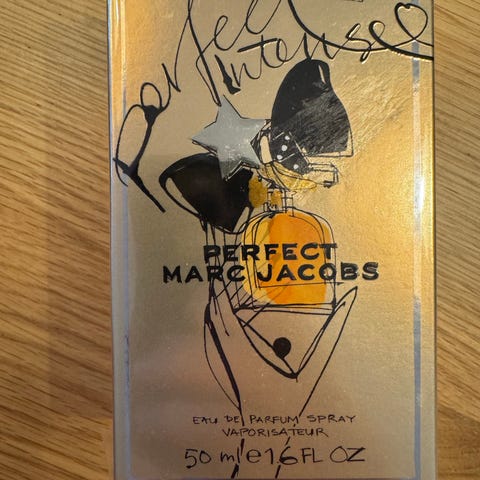 Perfect
Intense
PERFECT
MARC JACOBS
EAU DE PARFUM SPRAY
VAPORISATEUR
50 ml e 1.6 FL OZ